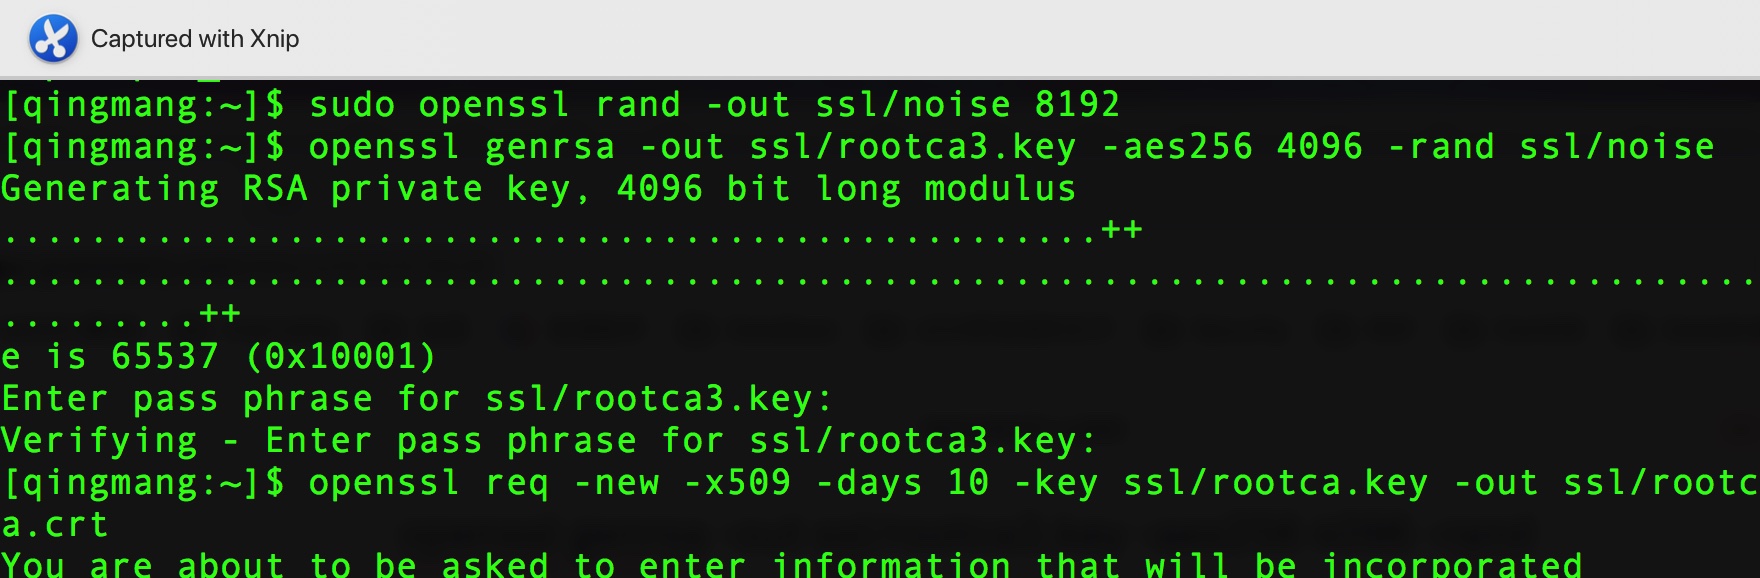 Captured with Xnip
[qingmang:~]$ sudo openssl rand -out ssl/noise 8192
[qingmang:~]$ openssl genrsa -out ssl/rootca3.key -aes256 4096 -rand ssl/noise
Generating RSA private key, 4096 bit long modulus
..................................................++
................................................................................
.........++
e is 65537 (0x10001)
Enter pass phrase for ssl/rootca3.key:
Verifying - Enter pass phrase for ssl/rootca3.key:
[qingmang:~]$ openssl req -new -x509 -days 10 -key ssl/rootca.key -out ssl/rootc
a.crt
You are about to be asked to enter information that will be incorporated